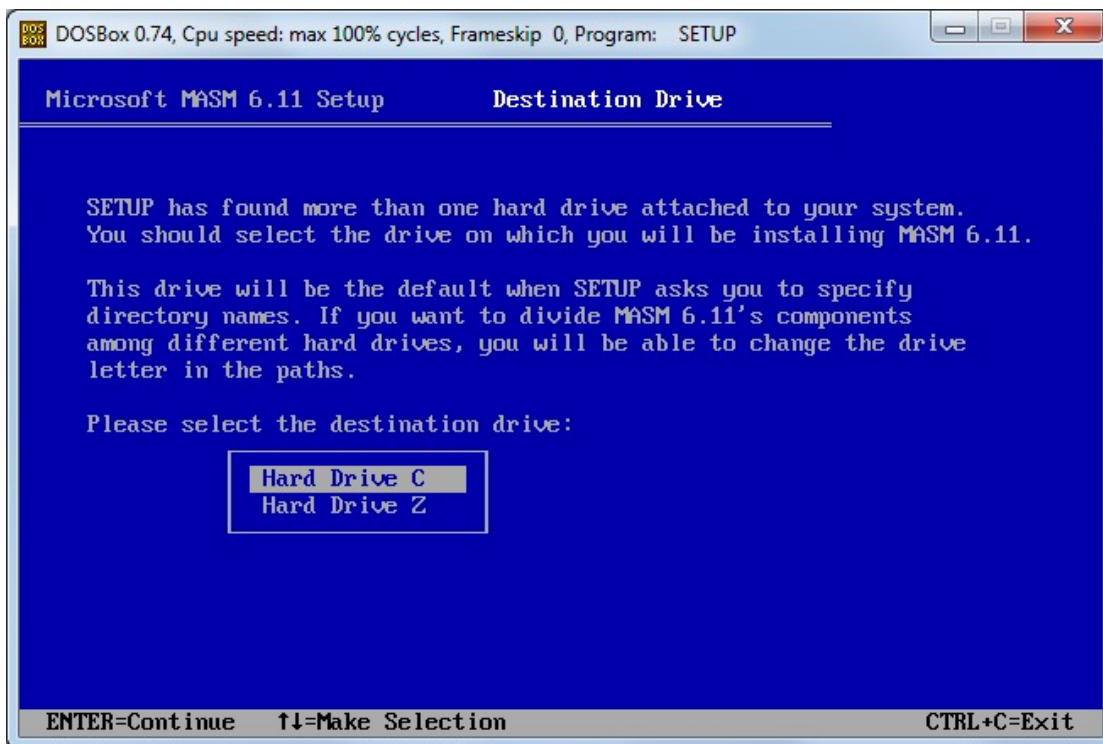 DOS BOX DOSBox 0.74, Cpu speed: max 100% cycles, Frameskip 0, Program: SETUP
Microsoft MASM 6.11 Setup Destination Drive
SETUP has found more than one hard drive attached to your system.
You should select the drive on which you will be installing MASM 6.11.
This drive will be the default when SETUP asks you to specify
directory names. If you want to divide MASM 6.11's components
among different hard drives, you will be able to change the drive
letter in the paths.
Please select the destination drive:
Hard Drive C
Hard Drive Z
ENTER=Continue ↑↓=Make Selection CTRL+C=Exit